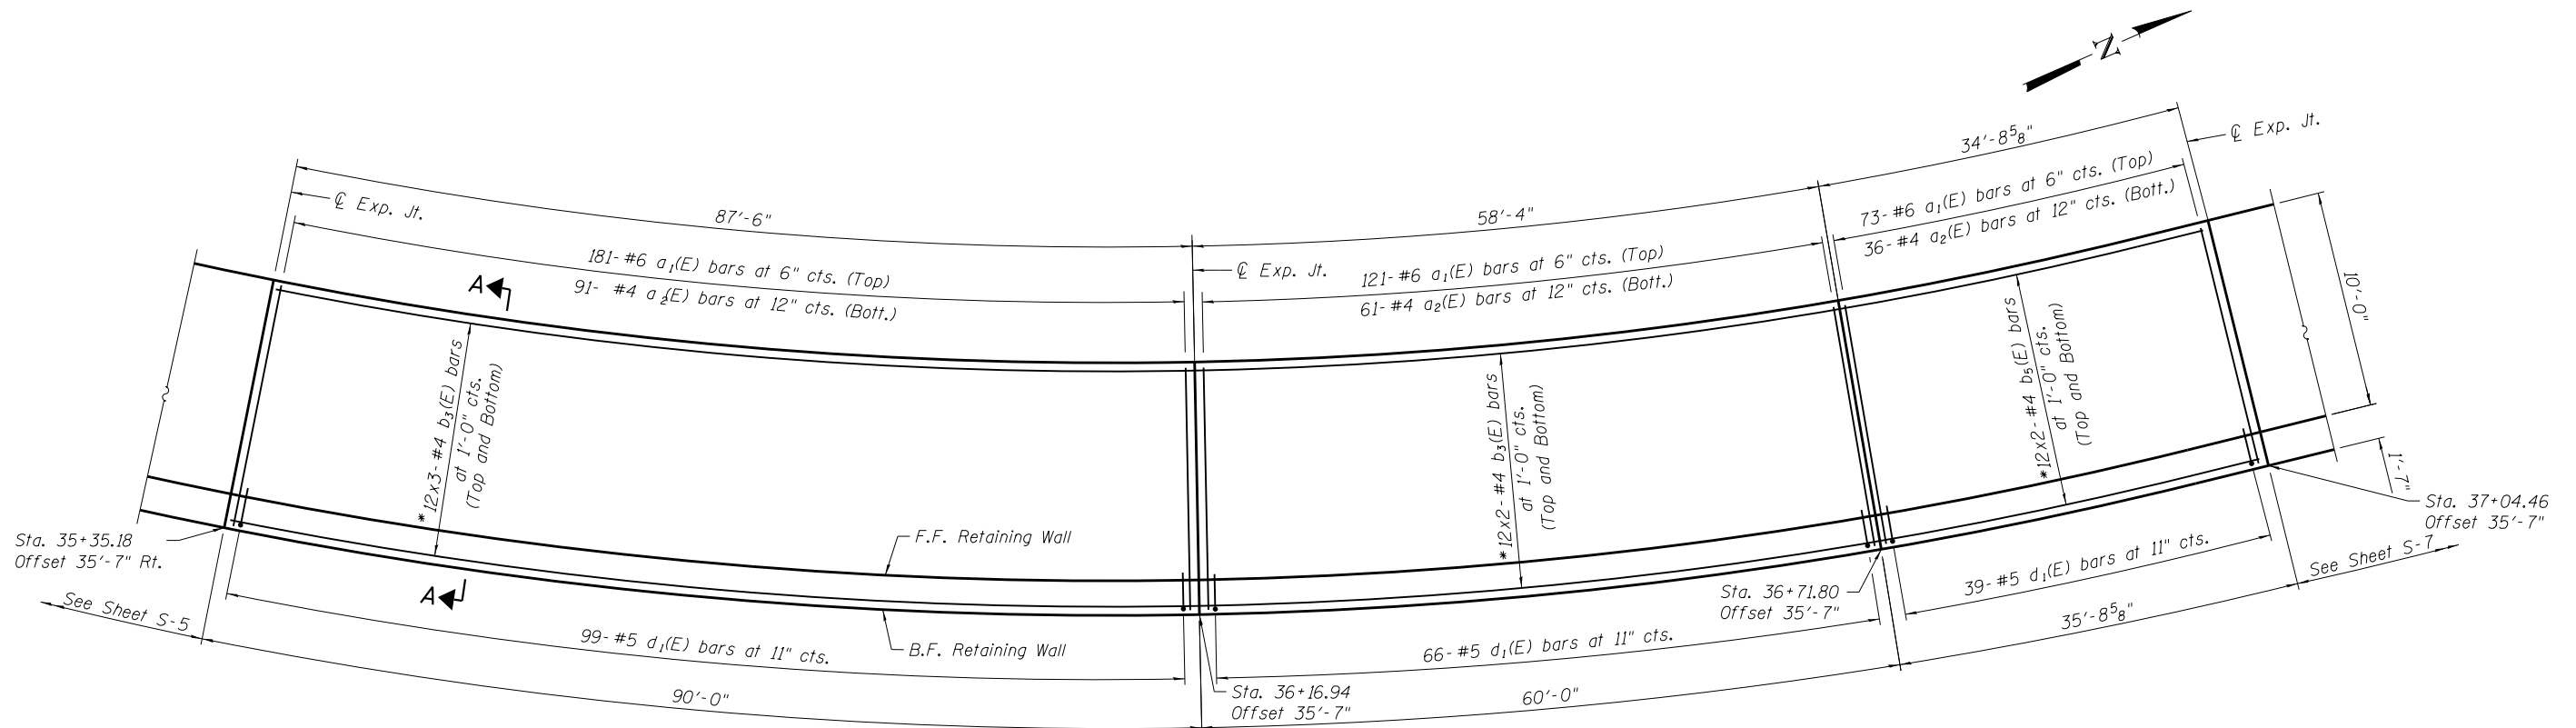 N
34'-8⅝"
℄ Exp. Jt.
73-#6 a₁(E) bars at 6" cts. (Top)
36-#4 a₂(E) bars at 12" cts. (Bott.)
℄ Exp. Jt.
87'-6"
58'-4"
181-#6 a₁(E) bars at 6" cts. (Top)
91- #4 a₂(E) bars at 12" cts. (Bott.)
℄ Exp. Jt.
121-#6 a₁(E) bars at 6" cts. (Top)
61-#4 a₂(E) bars at 12" cts. (Bott.)
A
10'-0"
*12x3-#4 b₃(E) bars
at 1'-0" cts.
(Top and Bottom)
*12x2-#4 b₃(E) bars
at 1'-0" cts.
(Top and Bottom)
*12x2-#4 b₅(E) bars
at 1'-0" cts.
(Top and Bottom)
1'-7"
Sta. 35+35.18
Offset 35'-7" Rt.
F.F. Retaining Wall
Sta. 37+04.46
Offset 35'-7"
A
See Sheet S-5
See Sheet S-7
99-#5 d₁(E) bars at 11" cts.
B.F. Retaining Wall
66-#5 d₁(E) bars at 11" cts.
Sta. 36+71.80
Offset 35'-7"
39-#5 d₁(E) bars at 11" cts.
35'-8⅝"
90'-0"
Sta. 36+16.94
Offset 35'-7"
60'-0"